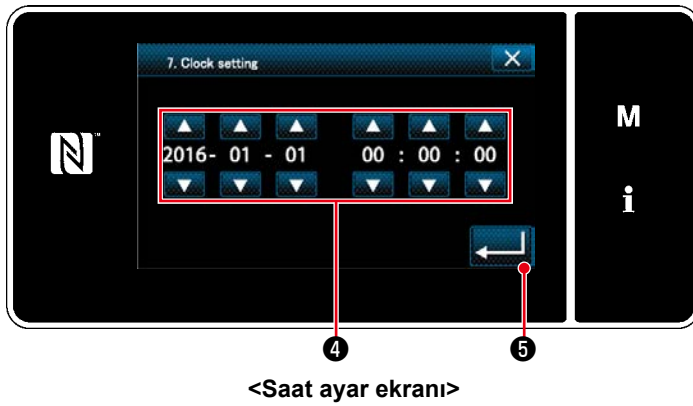 7. Clock setting
M
2016- 01 - 01 00 : 00 : 00
i
4 5
<Saat ayar ekranı>